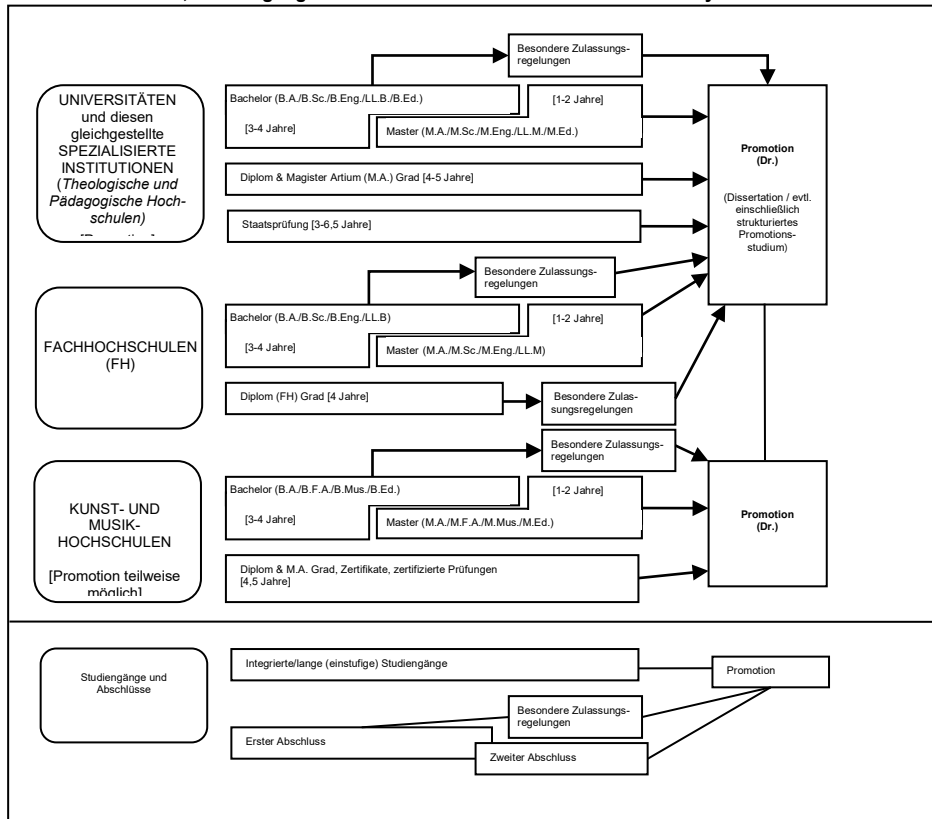 Besondere Zulassungs-
regelungen
UNIVERSITÄTEN
und diesen
gleichgestellte
SPEZIALISIERTE
INSTITUTIONEN
(Theologische und
Pädagogische Hoch-
schulen)
Bachelor (B.A./B.Sc./B.Eng./LL.B./B.Ed.)
[3-4 Jahre]
[1-2 Jahre]
Master (M.A./M.Sc./M.Eng./LL.M./M.Ed.)
Diplom & Magister Artium (M.A.) Grad [4-5 Jahre]
Staatsprüfung [3-6,5 Jahre]
Promotion
(Dr.)
(Dissertation / evtl.
einschließlich
strukturiertes
Promotions-
studium)
Besondere Zulassungs-
regelungen
FACHHOCHSCHULEN
(FH)
Bachelor (B.A./B.Sc./B.Eng./LL.B)
[3-4 Jahre]
[1-2 Jahre]
Master (M.A./M.Sc./M.Eng./LL.M)
Diplom (FH) Grad [4 Jahre]
Besondere Zulas-
sungsregelungen
Besondere Zulassungs-
regelungen
KUNST- UND
MUSIK-
HOCHSCHULEN
[Promotion teilweise
möglich]
Bachelor (B.A./B.F.A./B.Mus./B.Ed.)
[3-4 Jahre]
[1-2 Jahre]
Master (M.A./M.F.A./M.Mus./M.Ed.)
Diplom & M.A. Grad, Zertifikate, zertifizierte Prüfungen
[4,5 Jahre]
Promotion
(Dr.)
Studiengänge und
Abschlüsse
Integrierte/lange (einstufige) Studiengänge
Promotion
Besondere Zulassungs-
regelungen
Erster Abschluss
Zweiter Abschluss